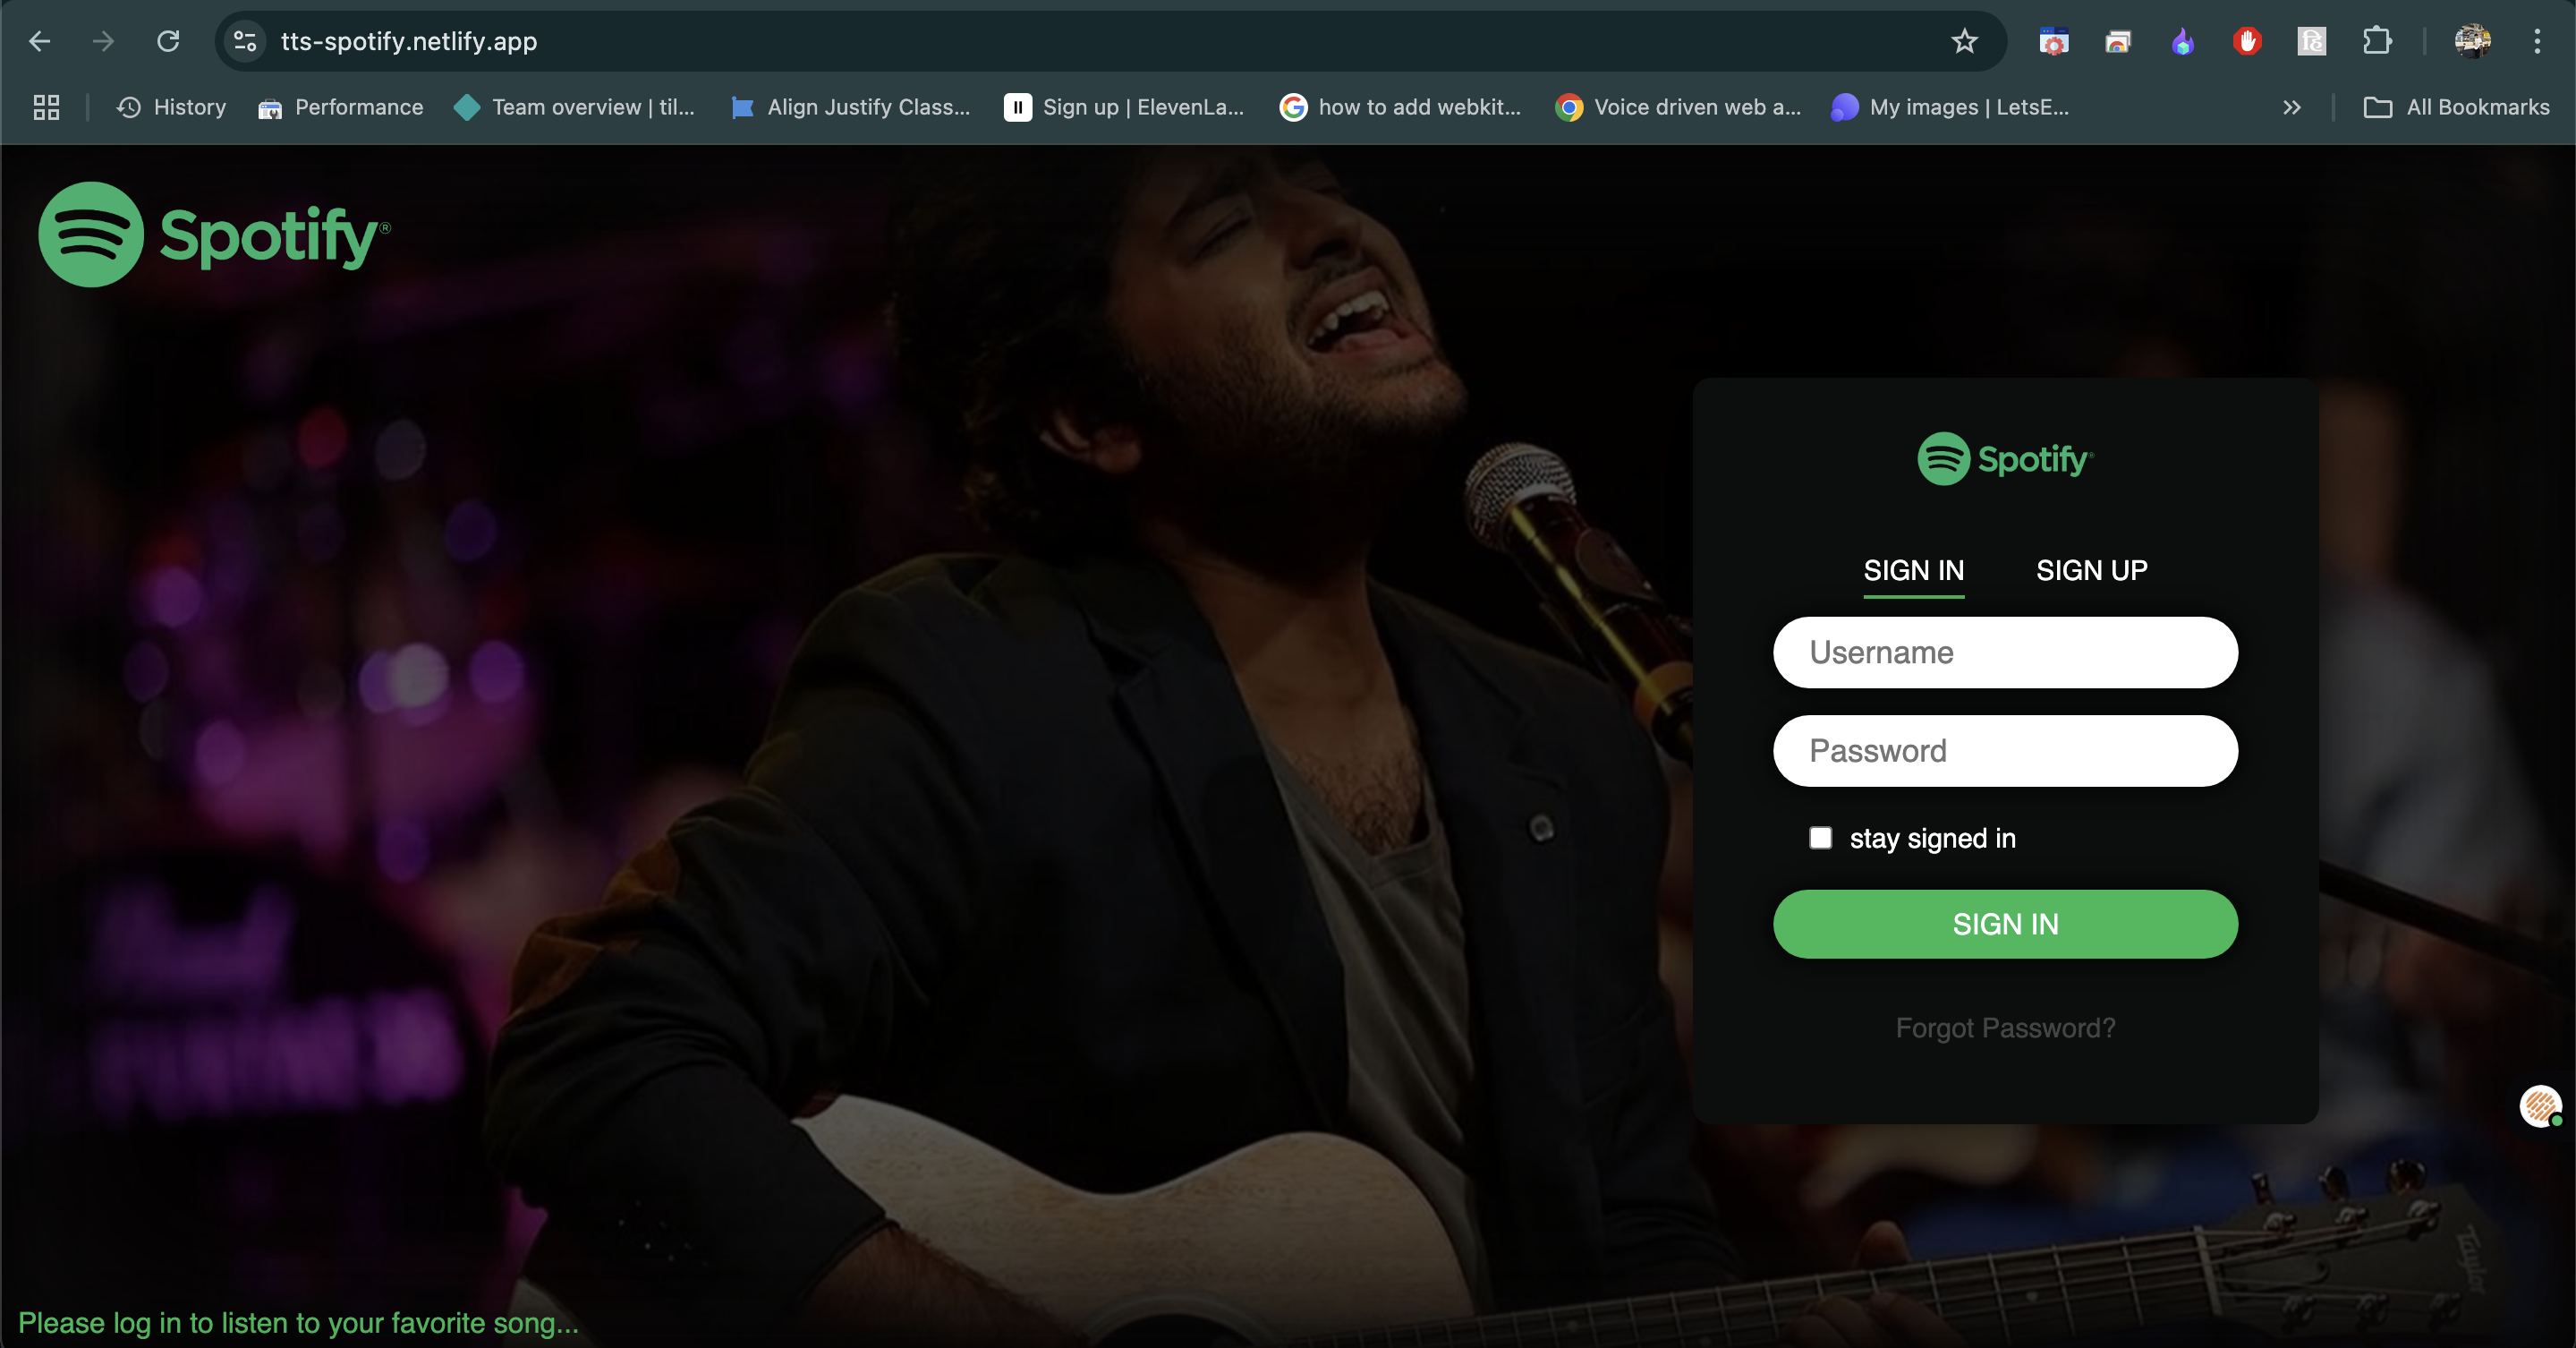 tts-spotify.netlify.app
History
Performance
Team overview | til...
Align Justify Class...
Sign up | ElevenLa...
how to add webkit...
Voice driven web a...
My images | LetsE...
All Bookmarks
Spotify®
Spotify®
SIGN IN
SIGN UP
Username
Password
stay signed in
SIGN IN
Forgot Password?
Taylor
Please log in to listen to your favorite song...